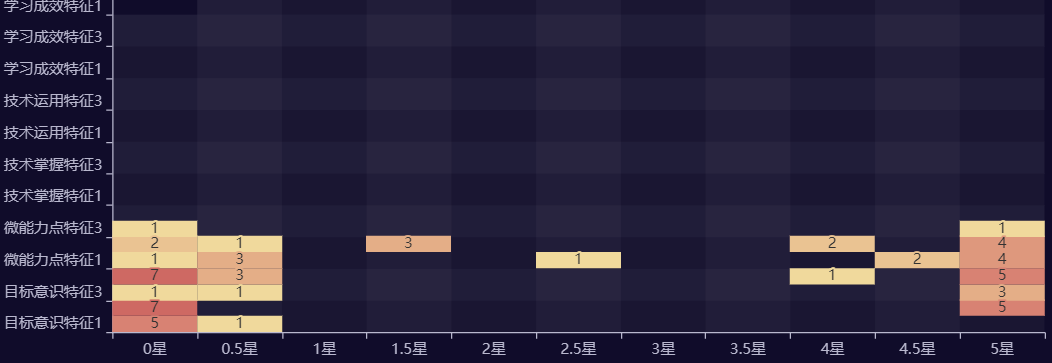 学习成效特征1
学习成效特征3
学习成效特征1
技术运用特征3
技术运用特征1
技术掌握特征3
技术掌握特征1
微能力点特征3 1 1
2 1 3 2 4
微能力点特征1 1 3 1 2 4
7 3 1 5
目标意识特征3 1 1 3
7 5
目标意识特征1 5 1
0星 0.5星 1星 1.5星 2星 2.5星 3星 3.5星 4星 4.5星 5星